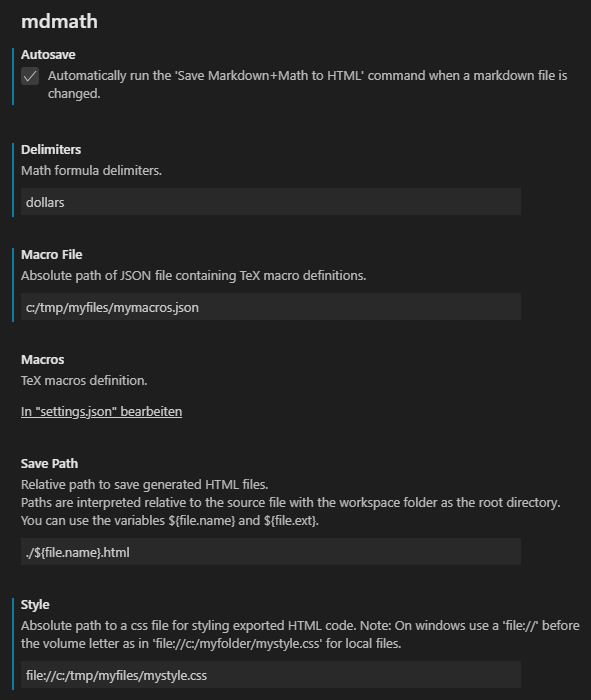 mdmath
Autosave
Automatically run the 'Save Markdown+Math to HTML' command when a markdown file is
changed.
Delimiters
Math formula delimiters.
dollars
Macro File
Absolute path of JSON file containing TeX macro definitions.
c:/tmp/myfiles/mymacros.json
Macros
TeX macros definition.
In "settings.json" bearbeiten
Save Path
Relative path to save generated HTML files.
Paths are interpreted relative to the source file with the workspace folder as the root directory.
You can use the variables ${file.name} and ${file.ext}.
./${file.name}.html
Style
Absolute path to a css file for styling exported HTML code. Note: On windows use a 'file://' before
the volume letter as in 'file://c:/myfolder/mystyle.css' for local files.
file://c:/tmp/myfiles/mystyle.css